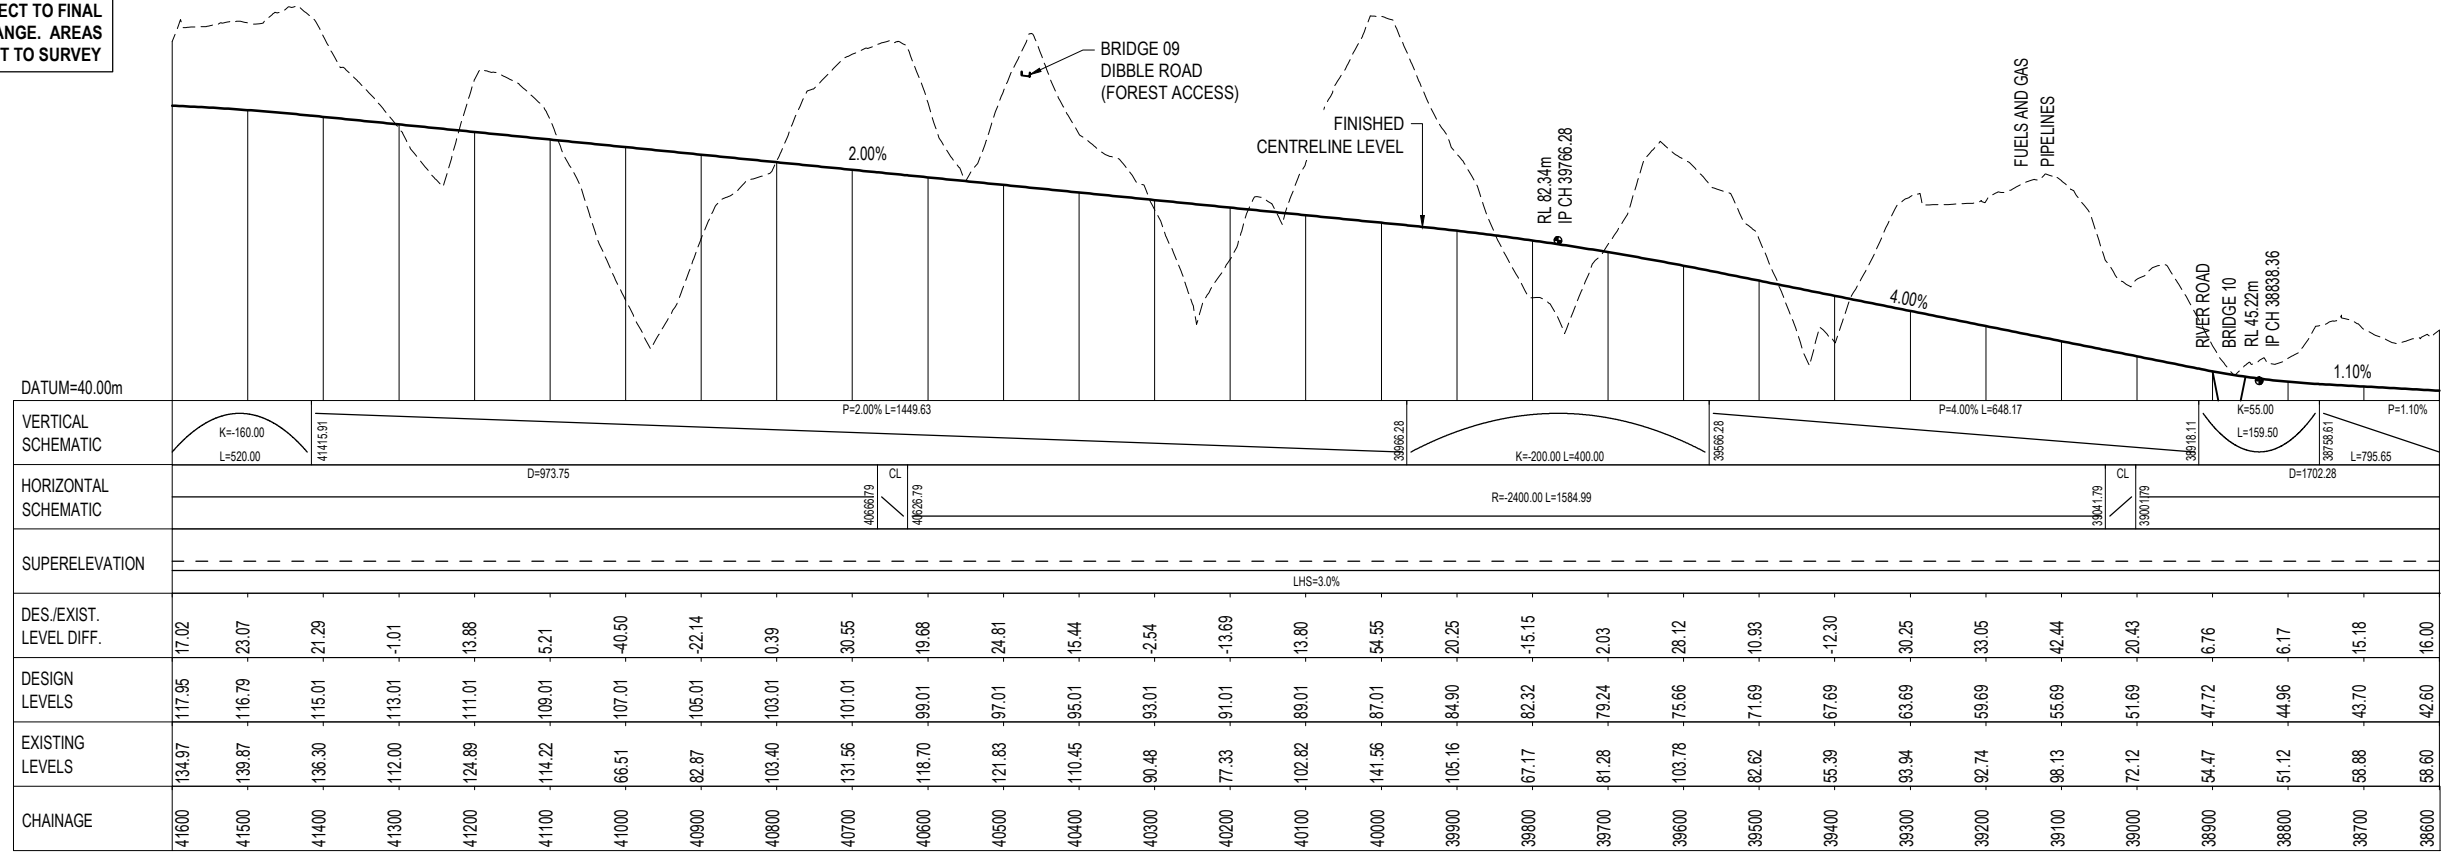 ECT TO FINAL
ANGE. AREAS
T TO SURVEY
BRIDGE 09
DIBBLE ROAD
(FOREST ACCESS)
FINISHED
CENTRELINE LEVEL
2.00%
RL 82.34m
IP CH 39766.28
FUELS AND GAS
PIPELINES
4.00%
RIVER ROAD
BRIDGE 10
RL 45.22m
IP CH 38838.36
1.10%
DATUM=40.00m
VERTICAL
SCHEMATIC
K=-160.00
L=520.00
41415.91
P=2.00% L=1449.63
39966.28
K=-200.00 L=400.00
39566.28
P=4.00% L=648.17
38918.11
K=55.00
L=159.50
38758.61
P=1.10%
L=795.65
HORIZONTAL
SCHEMATIC
D=973.75
40666.79
CL
40626.79
R=-2400.00 L=1584.99
39041.79
CL
39001.79
D=1702.28
SUPERELEVATION
LHS=3.0%
DES./EXIST.
LEVEL DIFF.
17.02 23.07 21.29 -1.01 13.88 5.21 -40.50 -22.14 0.39 30.55 19.68 24.81 15.44 -2.54 -13.69 13.80 54.55 20.25 -15.15 2.03 28.12 10.93 -12.30 30.25 33.05 42.44 20.43 6.76 6.17 15.18 16.00
DESIGN
LEVELS
117.95 116.79 115.01 113.01 111.01 109.01 107.01 105.01 103.01 101.01 99.01 97.01 95.01 93.01 91.01 89.01 87.01 84.90 82.32 79.24 75.66 71.69 67.69 63.69 59.69 55.69 51.69 47.72 44.96 43.70 42.60
EXISTING
LEVELS
134.97 139.87 136.30 112.00 124.89 114.22 66.51 82.87 103.40 131.56 118.70 121.83 110.45 90.48 77.33 102.82 141.56 105.16 67.17 81.28 103.78 82.62 55.39 93.94 92.74 98.13 72.12 54.47 51.12 58.88 58.60
CHAINAGE
41600 41500 41400 41300 41200 41100 41000 40900 40800 40700 40600 40500 40400 40300 40200 40100 40000 39900 39800 39700 39600 39500 39400 39300 39200 39100 39000 38900 38800 38700 38600